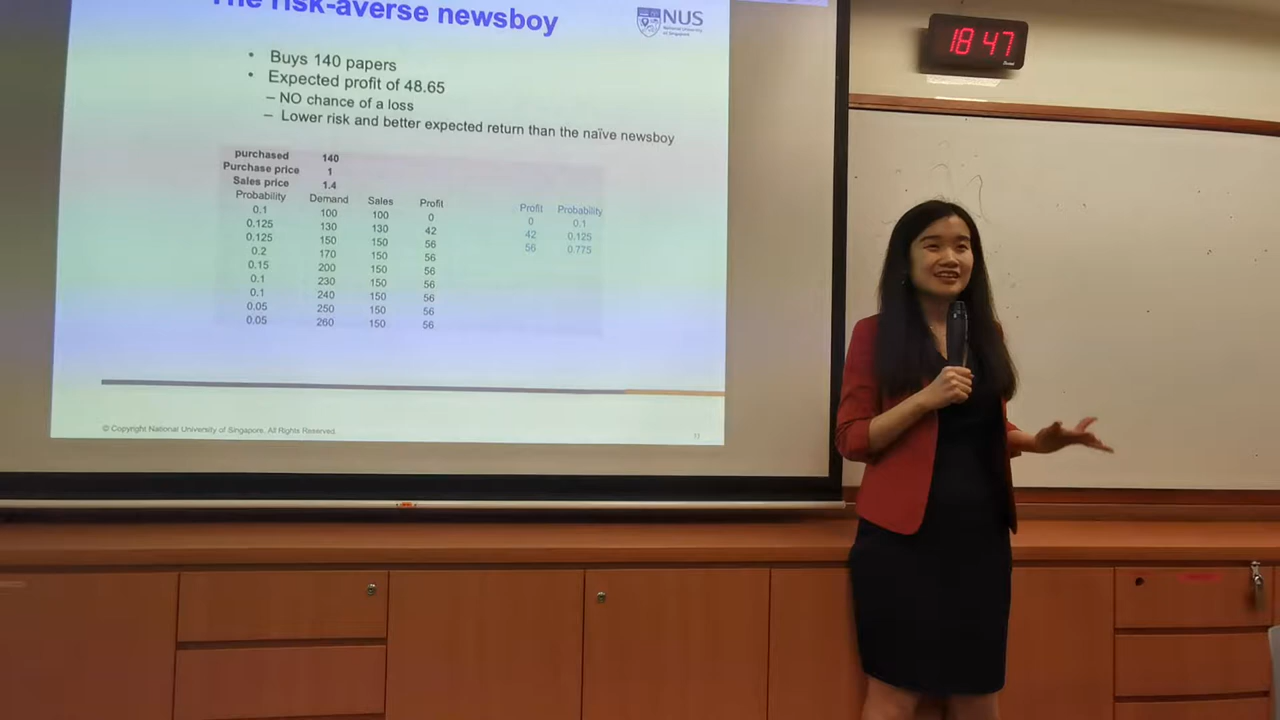 The risk-averse newsboy
NUS
National University
of Singapore
18 47
• Buys 140 papers
• Expected profit of 48.65
– NO chance of a loss
– Lower risk and better expected return than the naïve newsboy
purchased 140
Purchase price 1
Sales price 1.4
Probability Demand Sales Profit
0.1 100 100 0
0.125 130 130 42
0.125 150 150 56
0.2 170 150 56
0.15 200 150 56
0.1 230 150 56
0.1 240 150 56
0.05 250 150 56
0.05 260 150 56
Profit Probability
0 0.1
42 0.125
56 0.775
© Copyright National University of Singapore. All Rights Reserved.
11